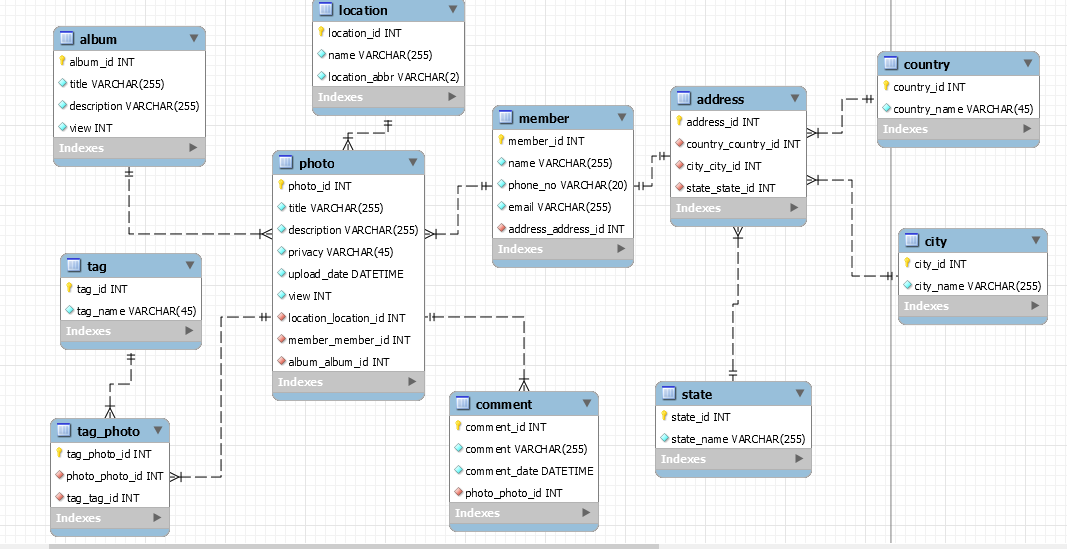 location
location_id INT
name VARCHAR(255)
location_abr VARCHAR(2)
Indexes
album
album_id INT
title VARCHAR(255)
description VARCHAR(255)
view INT
Indexes
country
country_id INT
country_name VARCHAR(45)
Indexes
address
address_id INT
country_country_id INT
city_city_id INT
state_state_id INT
Indexes
member
member_id INT
name VARCHAR(255)
phone_no VARCHAR(20)
email VARCHAR(255)
address_address_id INT
Indexes
photo
photo_id INT
title VARCHAR(255)
description VARCHAR(255)
privacy VARCHAR(45)
upload_date DATETIME
view INT
location_location_id INT
member_member_id INT
album_album_id INT
Indexes
city
city_id INT
city_name VARCHAR(255)
Indexes
tag
tag_id INT
tag_name VARCHAR(45)
Indexes
state
state_id INT
state_name VARCHAR(255)
Indexes
comment
comment_id INT
comment VARCHAR(255)
comment_date DATETIME
photo_photo_id INT
Indexes
tag_photo
tag_photo_id INT
photo_photo_id INT
tag_tag_id INT
Indexes